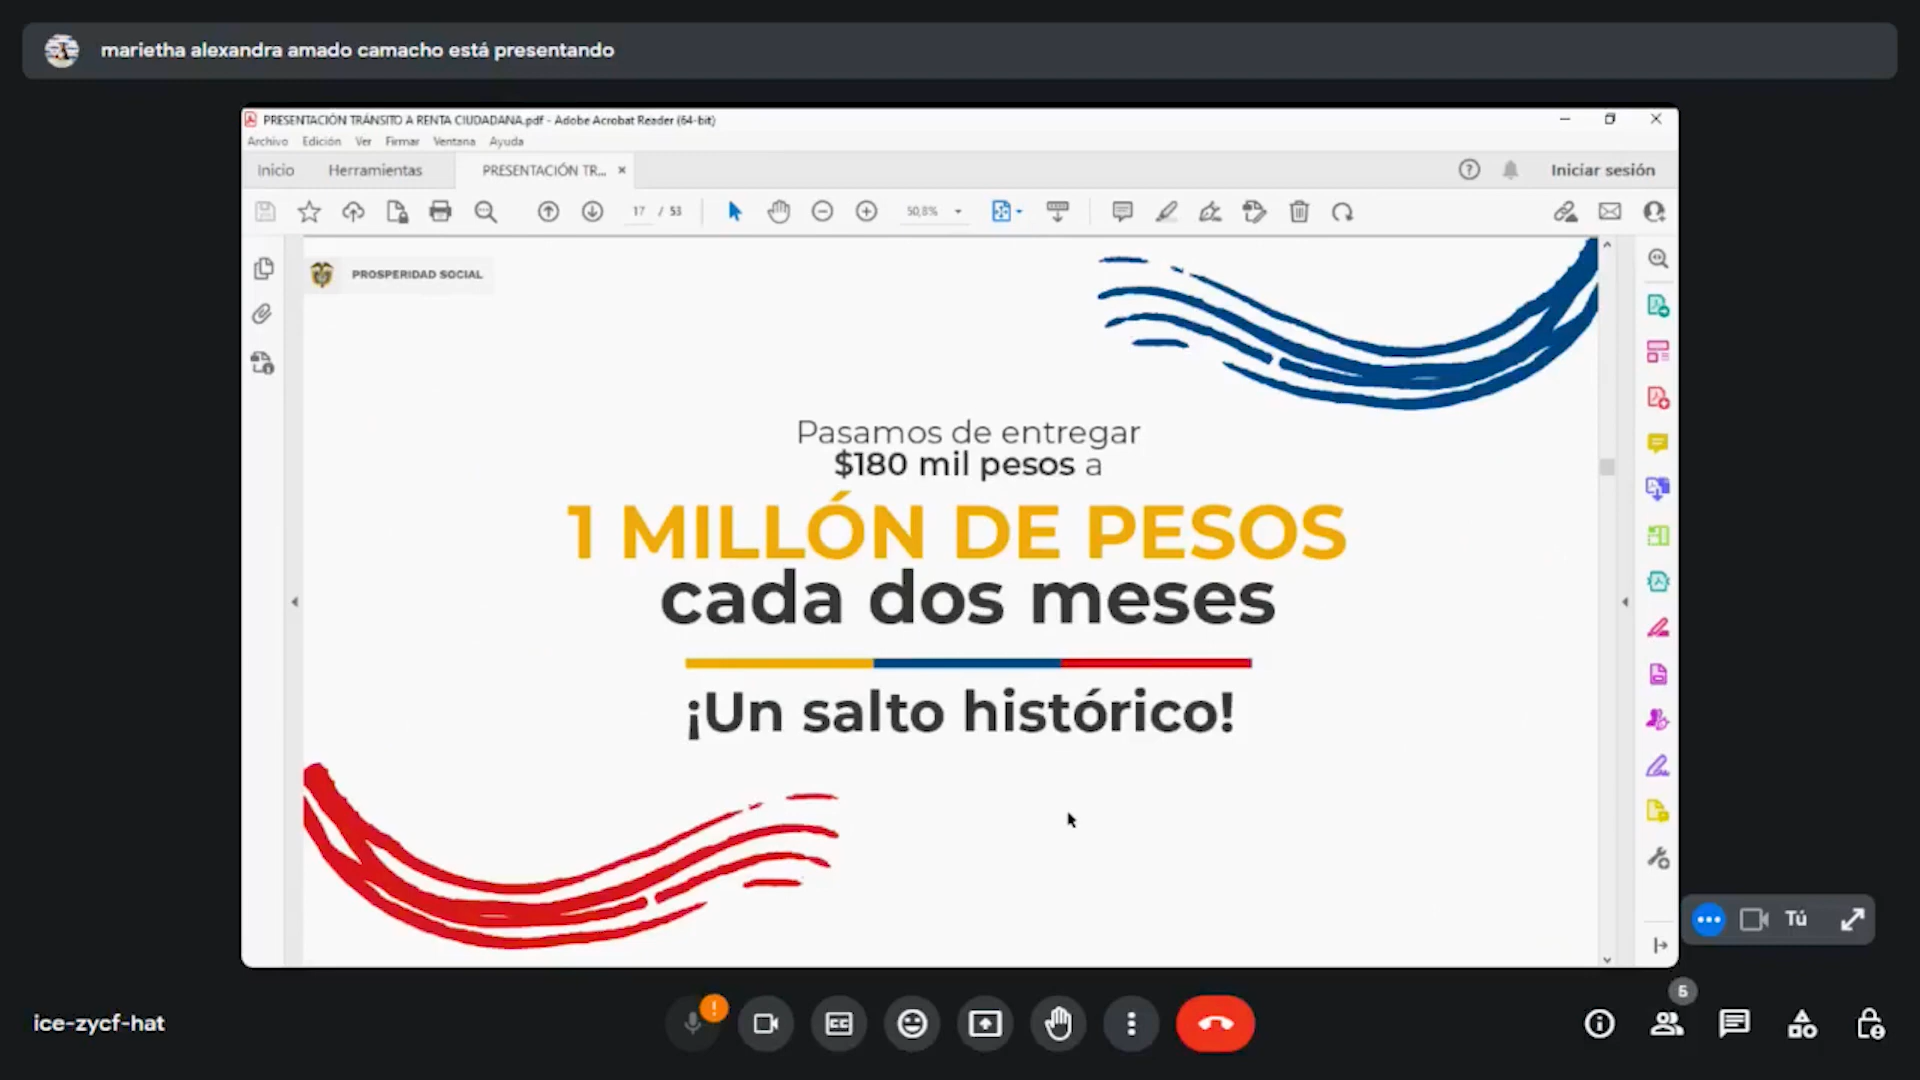 marietha alexandra amado camacho está presentando
PRESENTACIÓN TRÁNSITO A RENTA CIUDADANA.pdf - Adobe Acrobat Reader (64-bit)
Archivo Edición Ver Firmar Ventana Ayuda
Inicio Herramientas PRESENTACIÓN TR... × Iniciar sesión
17 / 53 50,8%
PROSPERIDAD SOCIAL
Pasamos de entregar
$180 mil pesos a
1 MILLÓN DE PESOS
cada dos meses
¡Un salto histórico!
Tú
5
ice-zycf-hat
CC